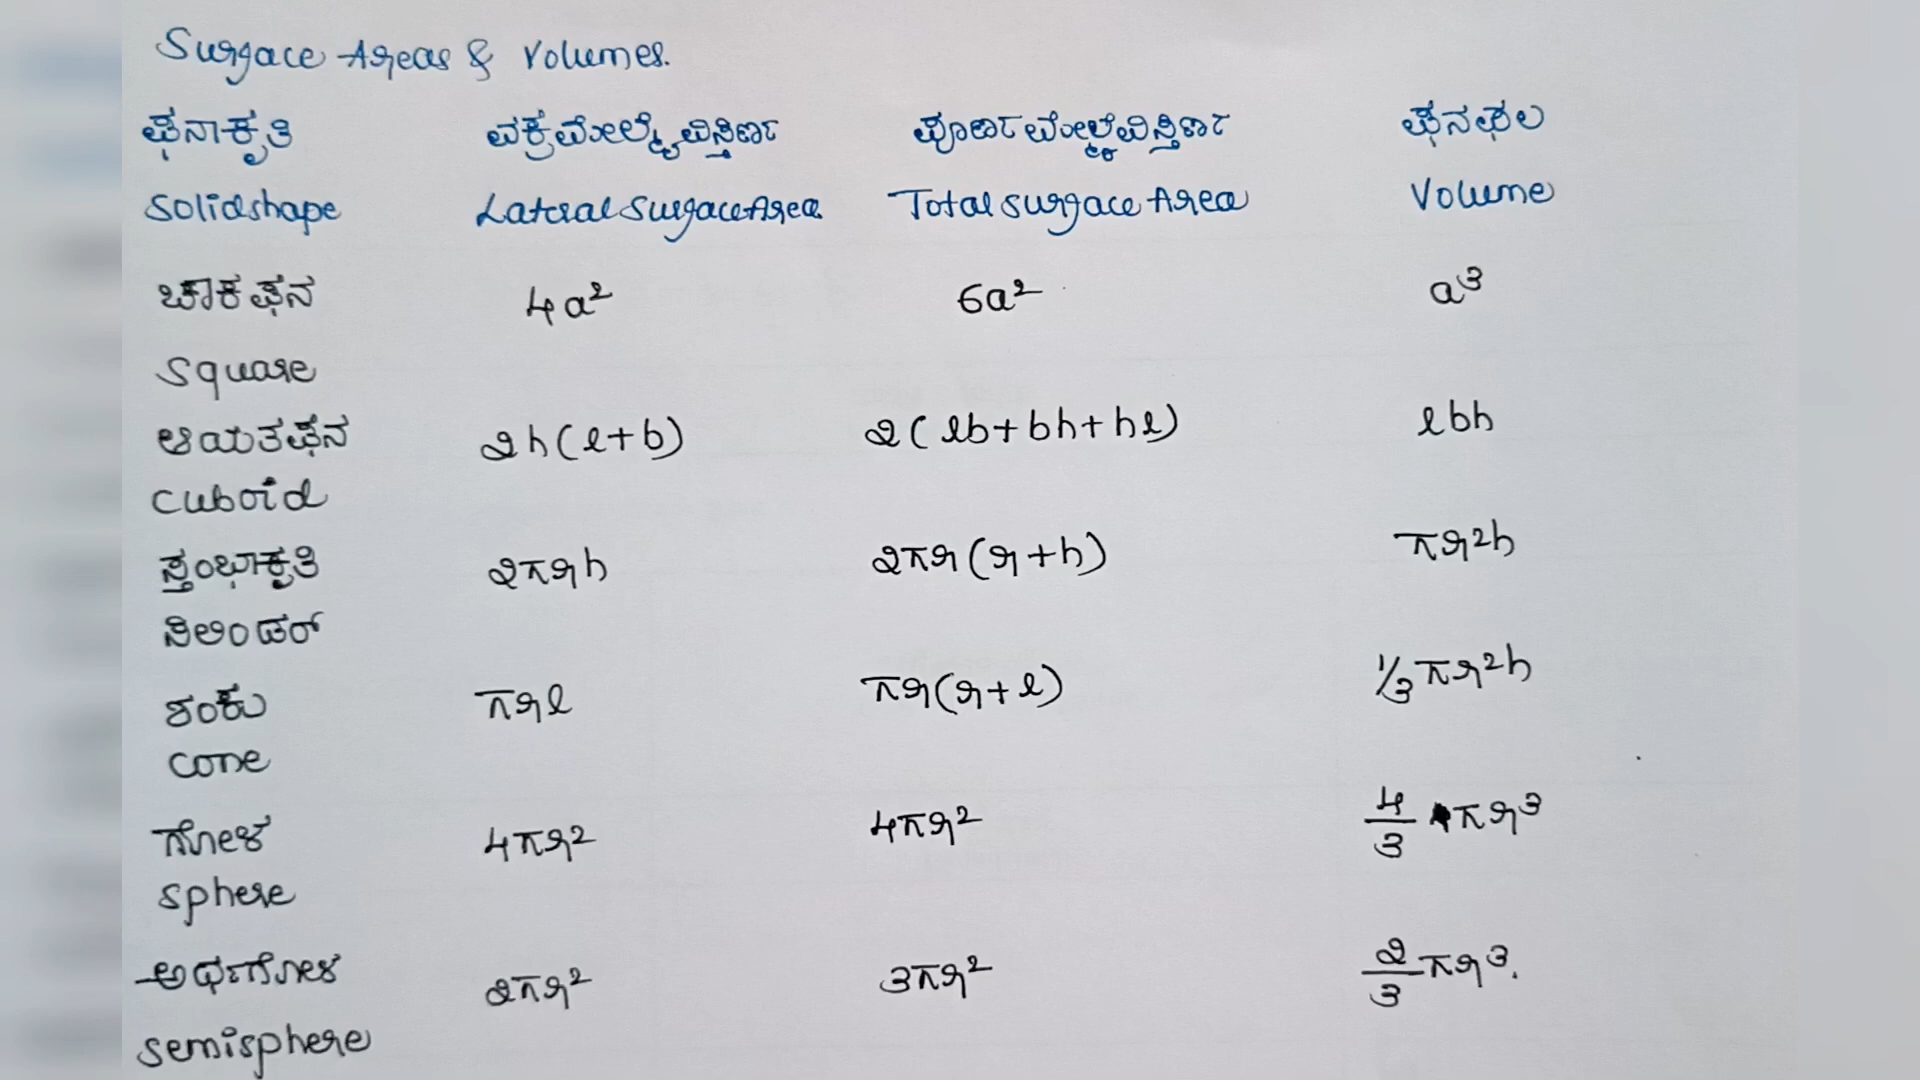 Surface Areas & Volumes.
ಘನಾಕೃತಿ ವಕ್ರಮೇಲ್ಮೈವಿಸ್ತಿರ್ಣ ಪೂರ್ಣಮೇಲ್ಮೈವಿಸ್ತಿರ್ಣ ಘನಫಲ
Solidshape Lateral SurfaceArea Total surface Area Volume
ಚಾಕಘನ 4a² 6a² a³
Square
ಆಯತಘನ 2h(l+b) 2(lb+bh+hl) lbh
Cuboid
ಸ್ತಂಭಾಕೃತಿ 2πrh 2πr(r+h) πr²h
ಸಿಲಿಂಡರ್
ಶಂಕು πrl πr(r+l) 1/3πr²h
Cone
ಗೋಳ 4πr² 4πr² 4/3 πr³
Sphere
ಅರ್ಧಗೋಳ 2πr² 3πr² 2/3πr³.
Semisphere